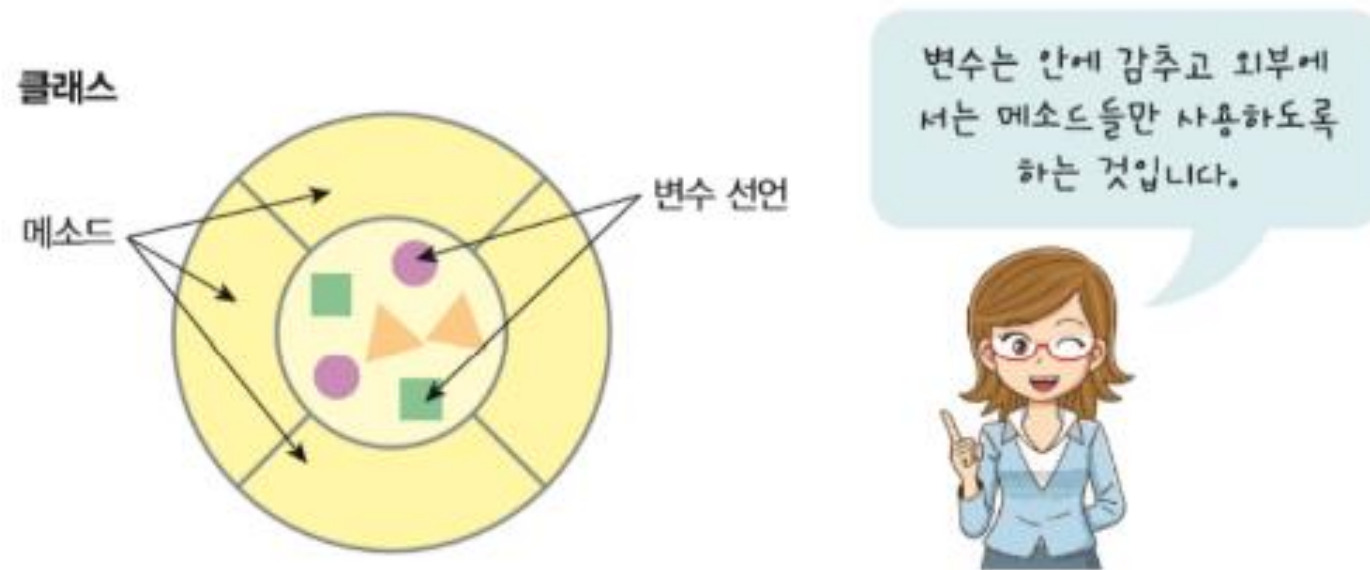 클래스
메소드
변수 선언
변수는 안에 감추고 외부에
서는 메소드들만 사용하도록
하는 것입니다.